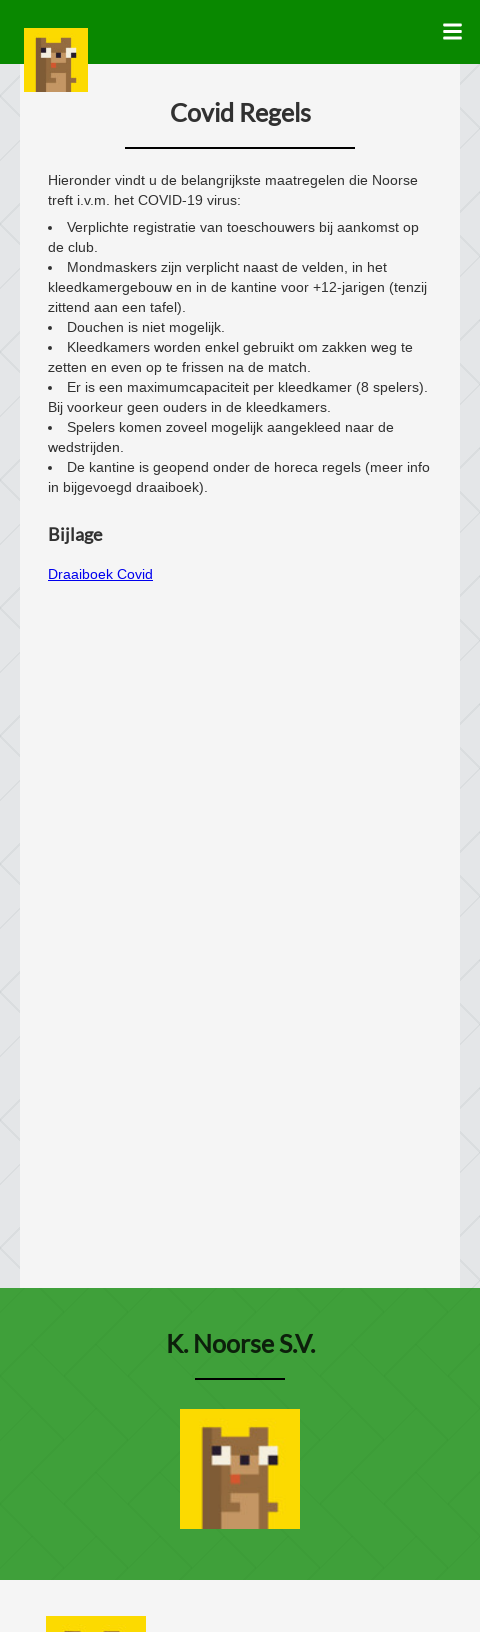 Covid Regels
Hieronder vindt u de belangrijkste maatregelen die Noorse
treft i.v.m. het COVID-19 virus:
• Verplichte registratie van toeschouwers bij aankomst op
de club.
• Mondmaskers zijn verplicht naast de velden, in het
kleedkamergebouw en in de kantine voor +12-jarigen (tenzij
zittend aan een tafel).
• Douchen is niet mogelijk.
• Kleedkamers worden enkel gebruikt om zakken weg te
zetten en even op te frissen na de match.
• Er is een maximumcapaciteit per kleedkamer (8 spelers).
Bij voorkeur geen ouders in de kleedkamers.
• Spelers komen zoveel mogelijk aangekleed naar de
wedstrijden.
• De kantine is geopend onder de horeca regels (meer info
in bijgevoegd draaiboek).
Bijlage
Draaiboek Covid
K. Noorse S.V.